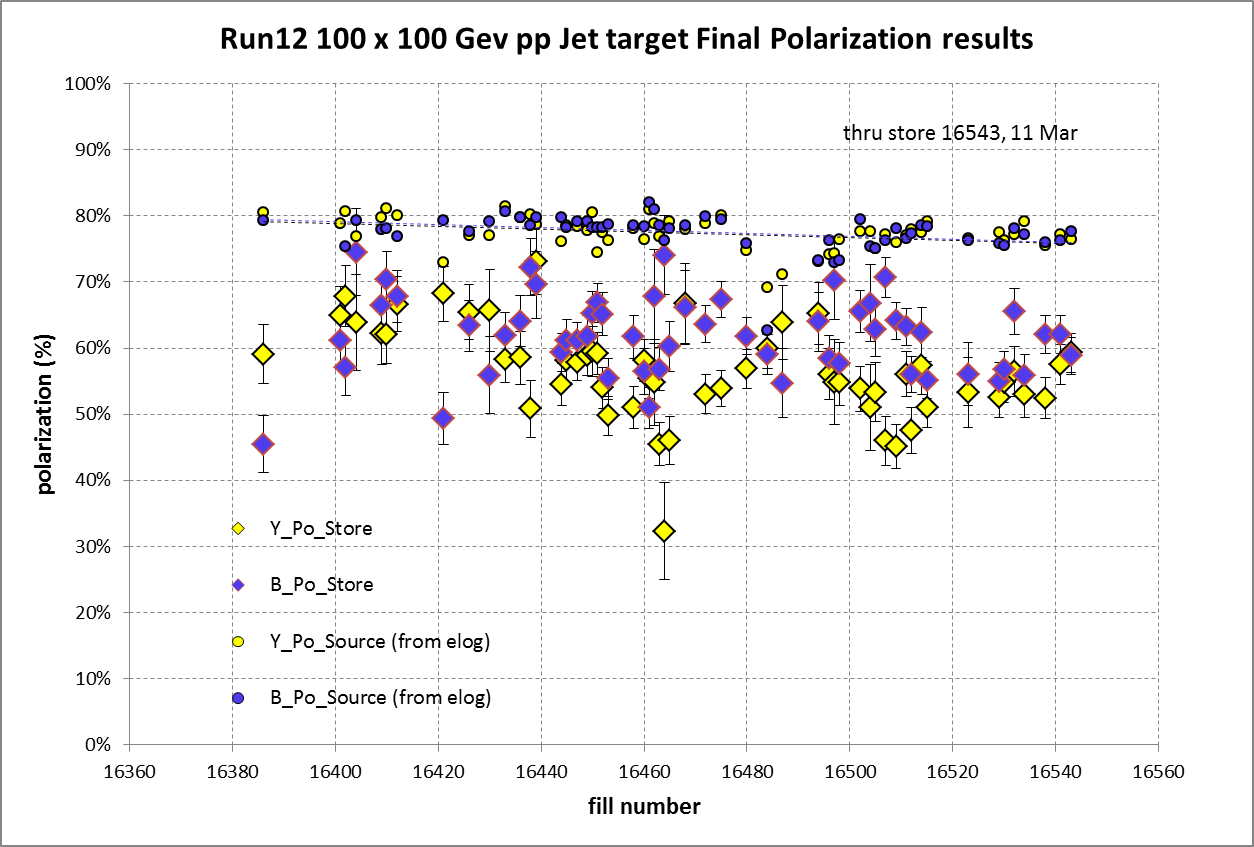 Run12 100 x 100 Gev pp Jet target Final Polarization results
thru store 16543, 11 Mar
100%
90%
80%
70%
60%
50%
40%
30%
20%
10%
0%
polarization (%)
Y_Po_Store
B_Po_Store
Y_Po_Source (from elog)
B_Po_Source (from elog)
16360 16380 16400 16420 16440 16460 16480 16500 16520 16540 16560
fill number